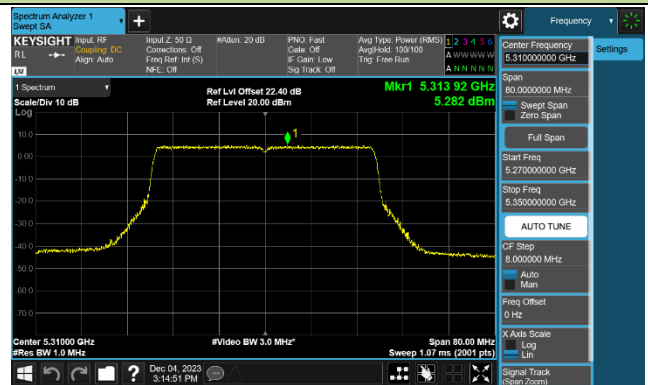 Spectrum Analyzer 1
Swept SA
Frequency
KEYSIGHT
RL
Input: RF
Coupling: DC
Align: Auto
Input Z: 50 Ω
Corrections: Off
Freq Ref: Int (S)
NFE: Off
#Atten: 20 dB
PNO: Fast
Gate: Off
IF Gain: Low
Sig Track: Off
Avg Type: Power (RMS)
Avg|Hold: 100/100
Trig: Free Run
1 2 3 4 5 6
A W W W W W
A N N N N N
1 Spectrum
Scale/Div 10 dB
Log
Ref Lvl Offset 22.40 dB
Ref Level 20.00 dBm
Mkr1 5.313 92 GHz
5.282 dBm
1
10.0
0.00
-10.0
-20.0
-30.0
-40.0
-50.0
-60.0
-70.0
Center 5.31000 GHz
#Res BW 1.0 MHz
#Video BW 3.0 MHz*
Span 80.00 MHz
Sweep 1.07 ms (2001 pts)
Center Frequency
5.310000000 GHz
Settings
Span
80.0000000 MHz
Swept Span
Zero Span
Full Span
Start Freq
5.270000000 GHz
Stop Freq
5.350000000 GHz
AUTO TUNE
CF Step
8.000000 MHz
Auto
Man
Freq Offset
0 Hz
X Axis Scale
Log
Lin
Signal Track
(Span Zoom)
?
Dec 04, 2023
3:14:51 PM